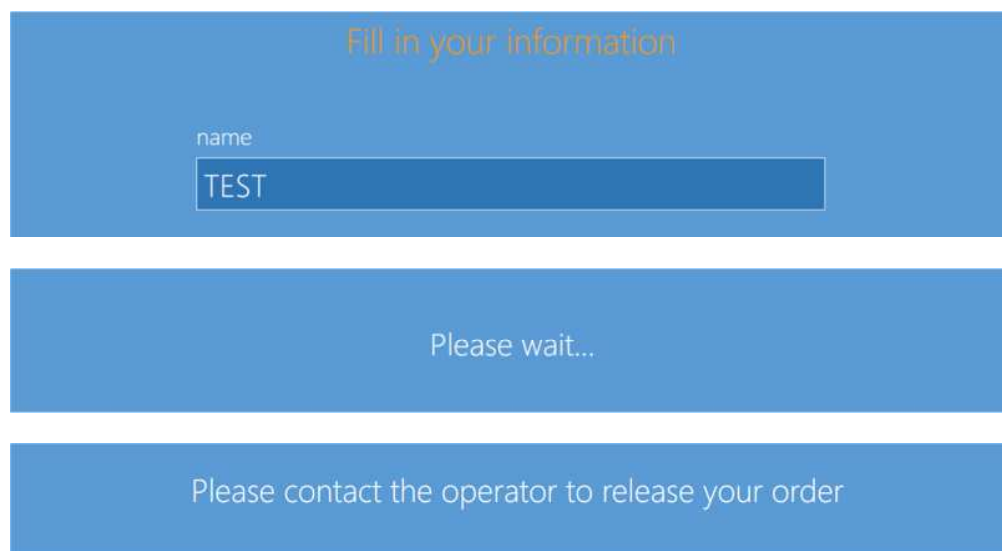 Fill in your information
name
TEST
Please wait...
Please contact the operator to release your order